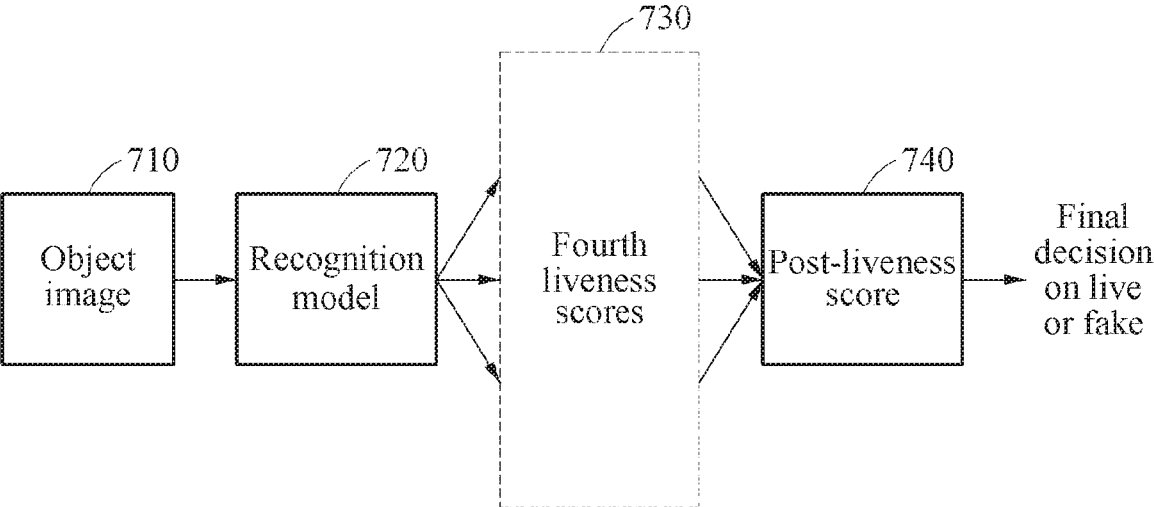 730
710
720
740
Object
image
Recognition
model
Fourth
liveness
scores
Post-liveness
score
Final
decision
on live
or fake